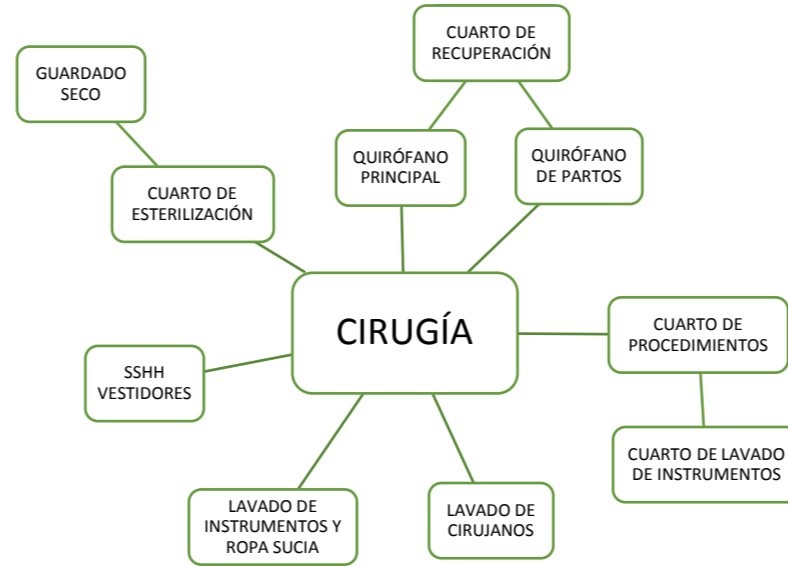 CUARTO DE
RECUPERACIÓN
GUARDADO
SECO
QUIRÓFANO
PRINCIPAL
QUIRÓFANO
DE PARTOS
CUARTO DE
ESTERILIZACIÓN
CIRUGÍA
CUARTO DE
PROCEDIMIENTOS
SSHH
VESTIDORES
CUARTO DE LAVADO
DE INSTRUMENTOS
LAVADO DE
INSTRUMENTOS Y
ROPA SUCIA
LAVADO DE
CIRUJANOS